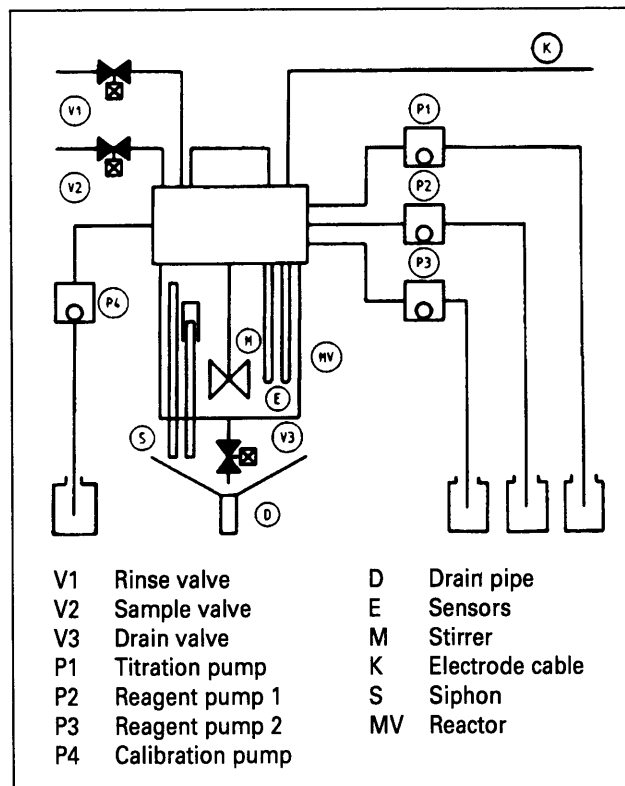 K
V1
P1
V2
P2
P3
P4
M
MV
E
S
V3
D
V1 Rinse valve
V2 Sample valve
V3 Drain valve
P1 Titration pump
P2 Reagent pump 1
P3 Reagent pump 2
P4 Calibration pump
D Drain pipe
E Sensors
M Stirrer
K Electrode cable
S Siphon
MV Reactor